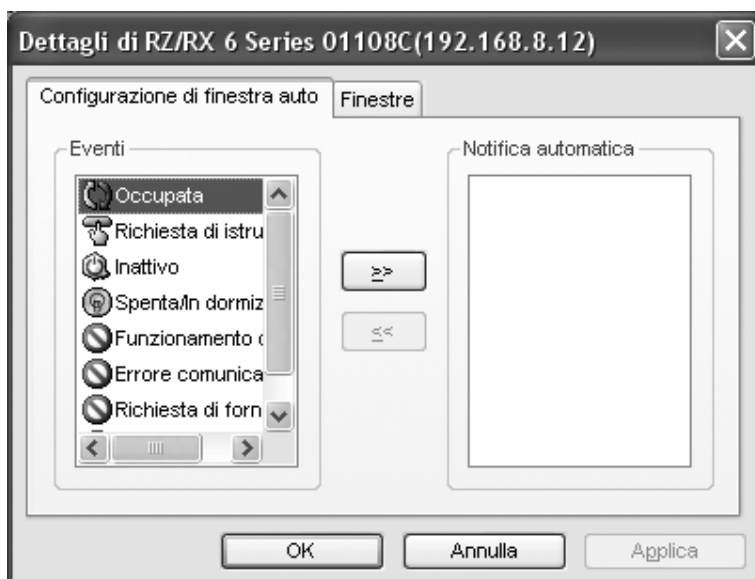 Dettagli di RZ/RX 6 Series 01108C(192.168.8.12)
Configurazione di finestra auto
Finestre
Eventi
Notifica automatica
Occupata
Richiesta di istru
Inattivo
Spenta/In dormiz
Funzionamento
Errore comunica
Richiesta di forn
>>
<<
OK
Annulla
Applica